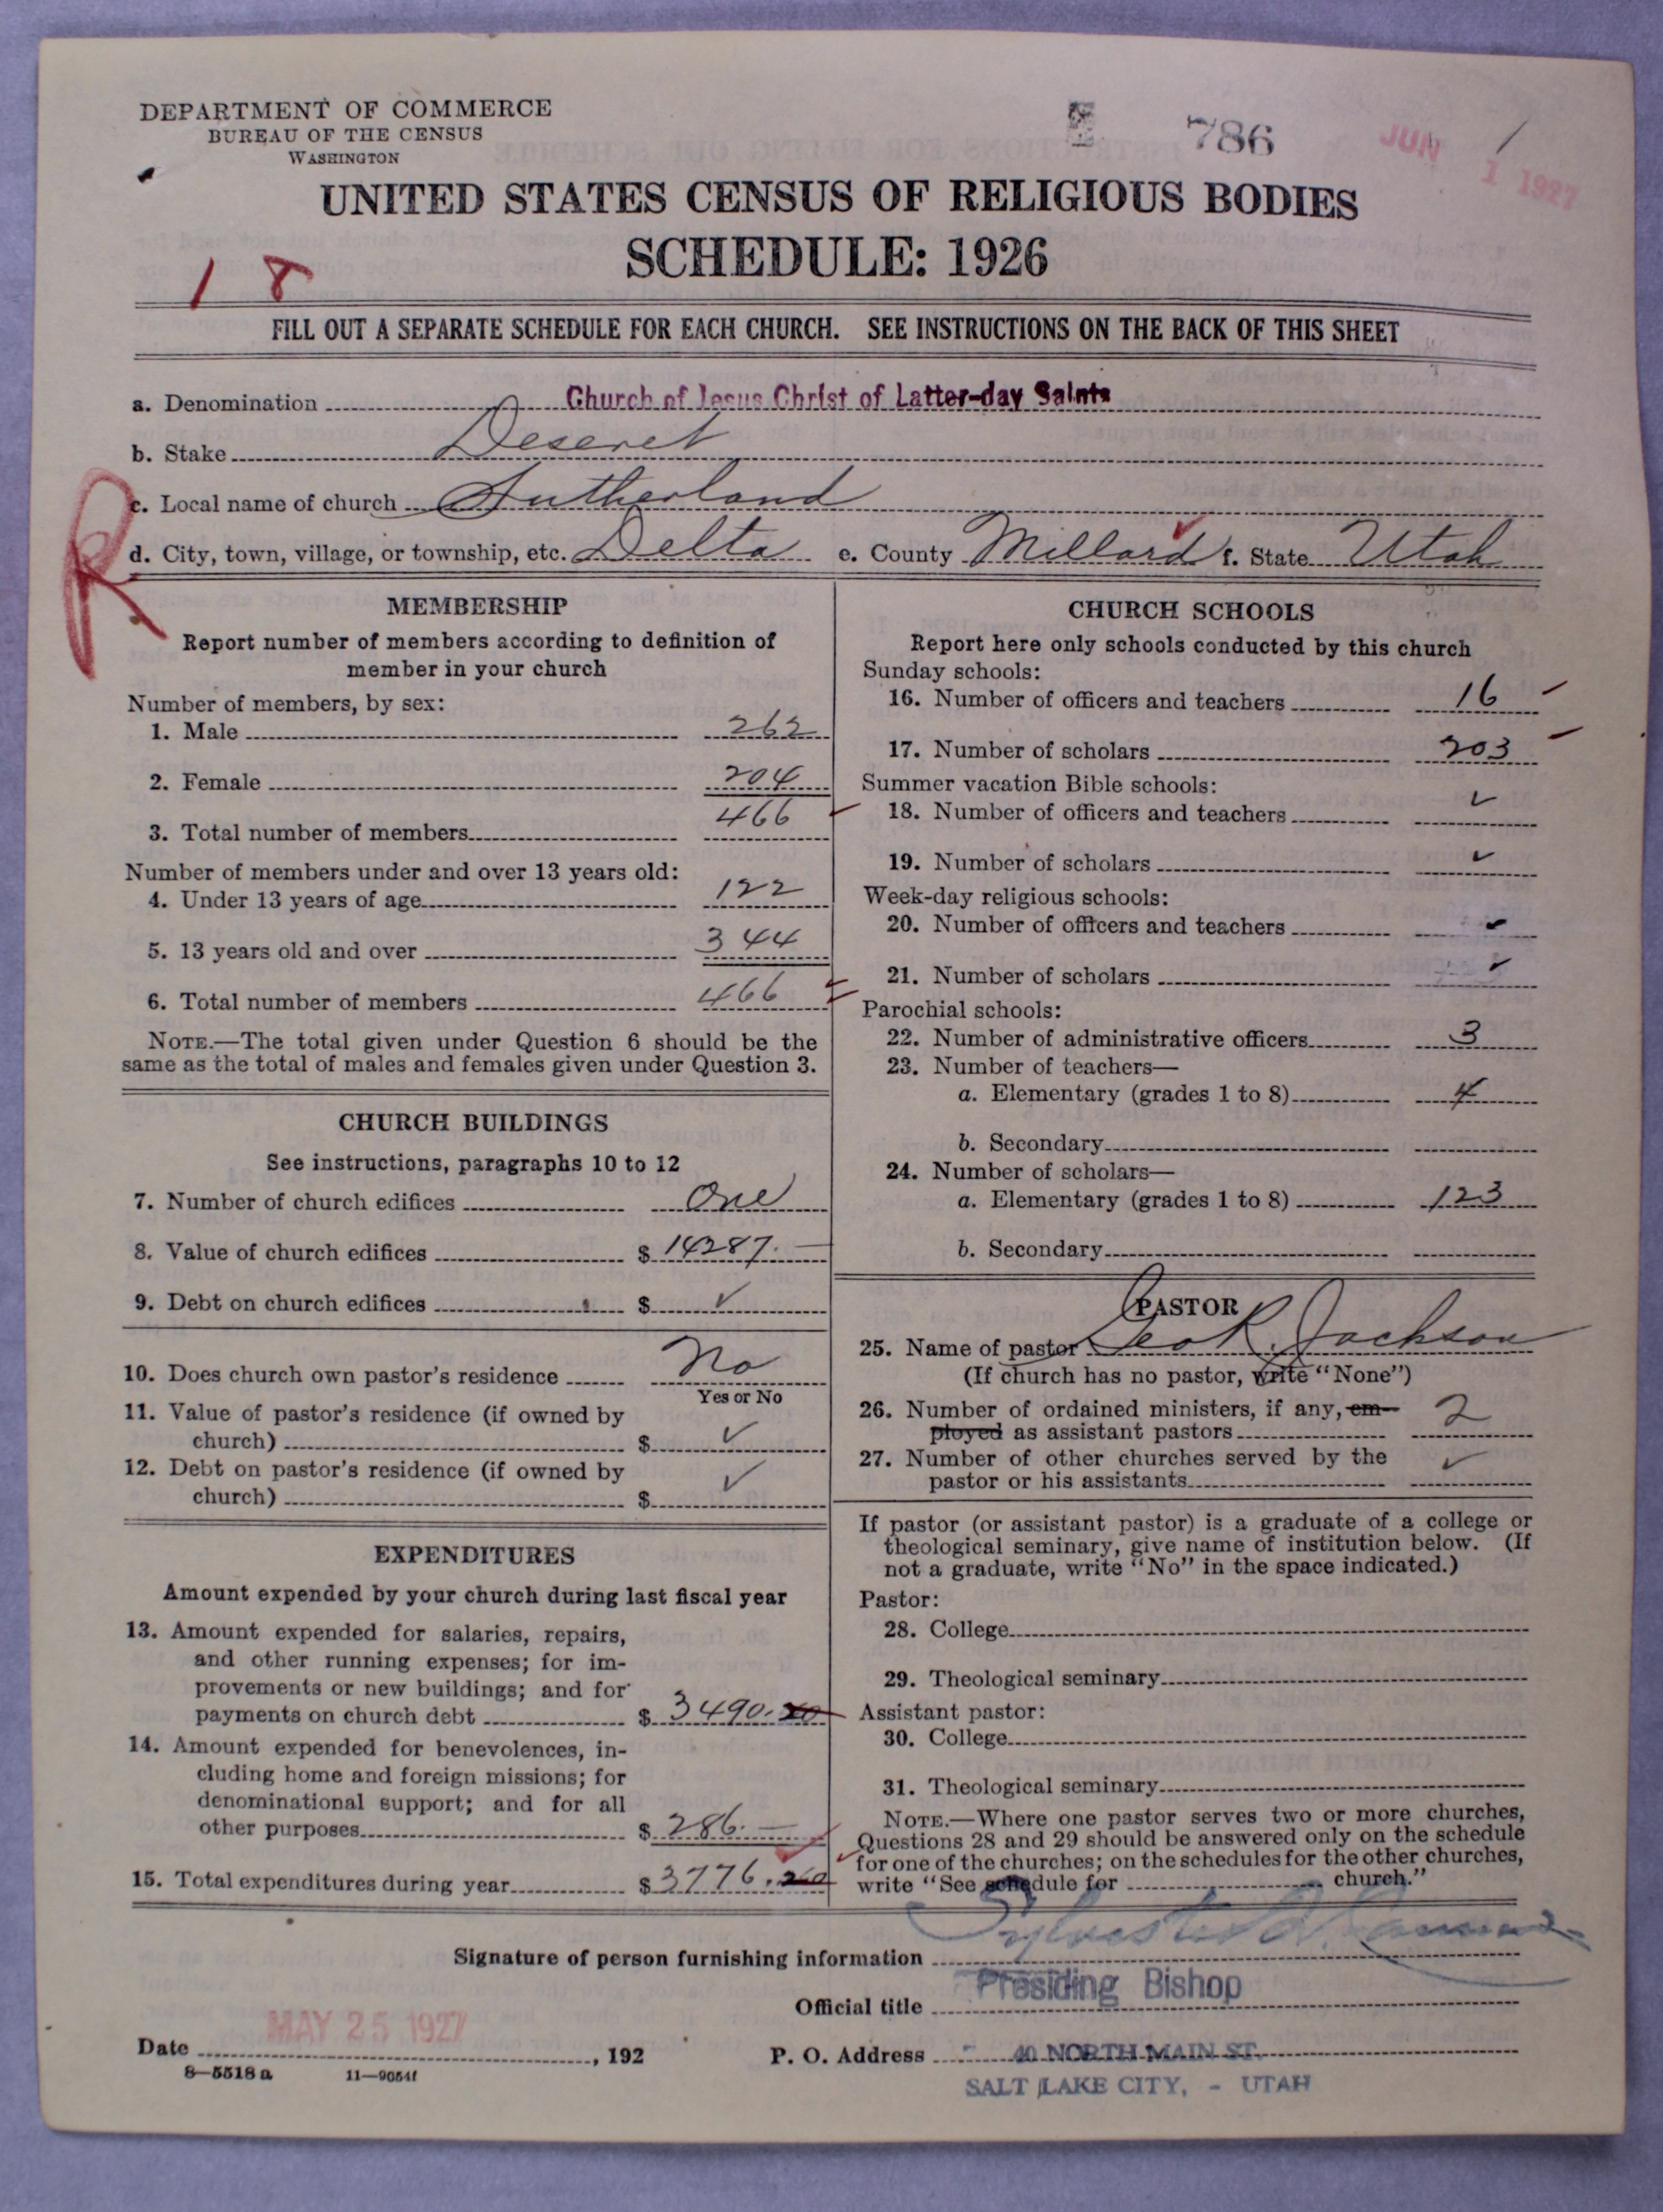 DEPARTMENT OF COMMERCE
BUREAU OF THE CENSUS
WASHINGTON
786
JUN 1 1927
UNITED STATES CENSUS OF RELIGIOUS BODIES
SCHEDULE: 1926
1 8
FILL OUT A SEPARATE SCHEDULE FOR EACH CHURCH. SEE INSTRUCTIONS ON THE BACK OF THIS SHEET
a. Denomination Church of Jesus Christ of Latter-day Saints
b. Stake Deseret
R
c. Local name of church Sutherland
d. City, town, village, or township, etc. Delta e. County Millard f. State Utah
MEMBERSHIP
Report number of members according to definition of
member in your church
Number of members, by sex:
1. Male 262
2. Female 204
3. Total number of members 466
Number of members under and over 13 years old:
4. Under 13 years of age 122
5. 13 years old and over 344
6. Total number of members 466
NOTE.—The total given under Question 6 should be the
same as the total of males and females given under Question 3.
CHURCH BUILDINGS
See instructions, paragraphs 10 to 12
7. Number of church edifices One
8. Value of church edifices $ 14287.—
9. Debt on church edifices $ ✓
10. Does church own pastor's residence No
Yes or No
11. Value of pastor's residence (if owned by
church) $ ✓
12. Debt on pastor's residence (if owned by
church) $ ✓
EXPENDITURES
Amount expended by your church during last fiscal year
13. Amount expended for salaries, repairs,
and other running expenses; for im-
provements or new buildings; and for
payments on church debt $ 3490.20
14. Amount expended for benevolences, in-
cluding home and foreign missions; for
denominational support; and for all
other purposes $ 286.—
15. Total expenditures during year $ 3776.20
CHURCH SCHOOLS
Report here only schools conducted by this church
Sunday schools:
16. Number of officers and teachers 16
17. Number of scholars 203
Summer vacation Bible schools:
18. Number of officers and teachers ✓
19. Number of scholars ✓
Week-day religious schools:
20. Number of officers and teachers ✓
21. Number of scholars ✓
Parochial schools:
22. Number of administrative officers 3
23. Number of teachers—
a. Elementary (grades 1 to 8) 4
b. Secondary
24. Number of scholars—
a. Elementary (grades 1 to 8) 123
b. Secondary
PASTOR
25. Name of pastor Geo R. Jackson
(If church has no pastor, write "None")
26. Number of ordained ministers, if any, em-
ployed as assistant pastors 2
27. Number of other churches served by the
pastor or his assistants ✓
If pastor (or assistant pastor) is a graduate of a college or
theological seminary, give name of institution below. (If
not a graduate, write "No" in the space indicated.)
Pastor:
28. College
29. Theological seminary
Assistant pastor:
30. College
31. Theological seminary
NOTE.—Where one pastor serves two or more churches,
Questions 28 and 29 should be answered only on the schedule
for one of the churches; on the schedules for the other churches,
write "See schedule for church."
Signature of person furnishing information Sylvester Q. Cannon
Official title Presiding Bishop
MAY 25 1927
Date , 192 P. O. Address 40 NORTH MAIN ST.
8—5518 a 11—9054f
SALT LAKE CITY, - UTAH